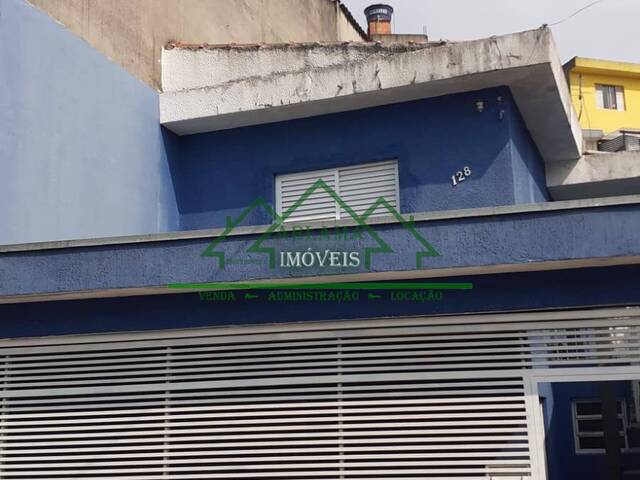 128
IMÓVEIS
VENDA - ADMINISTRAÇÃO - LOCAÇÃO